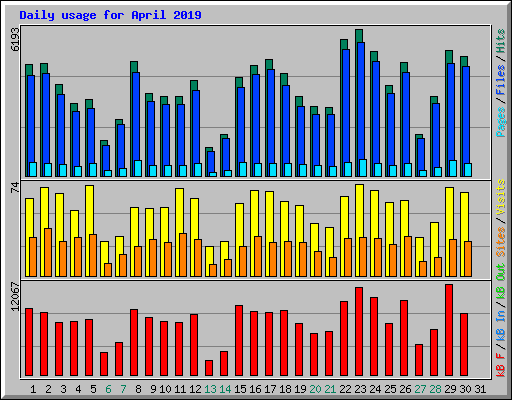 Daily usage for April 2019
6193
Pages / Files / Hits
74
Sites / Visits
12067
kB F / kB In / kB Out
1 2 3 4 5 6 7 8 9 10 11 12 13 14 15 16 17 18 19 20 21 22 23 24 25 26 27 28 29 30 31